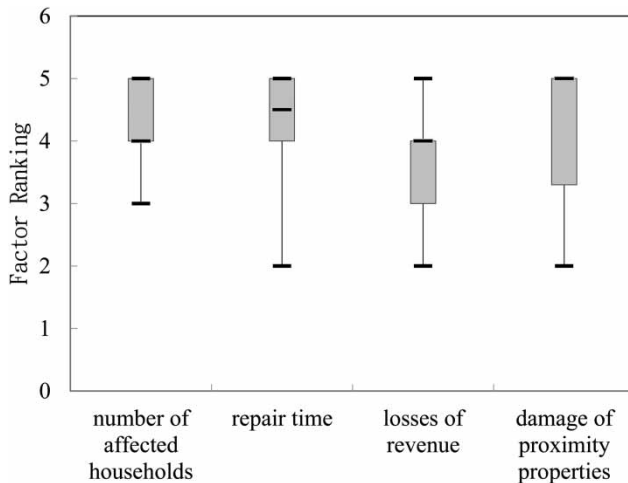 6
5
4
3
2
1
0
Factor Ranking
number of
affected
households
repair time
losses of
revenue
damage of
proximity
properties